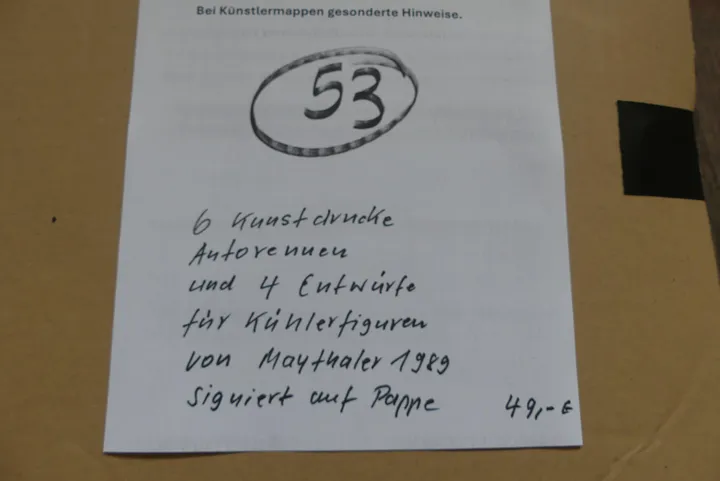 Bei Künstlermappen gesonderte Hinweise.
53
6 Kunstdrucke
Autorennen
und 4 Entwürfe
für Kühlerfiguren
von Maythaler 1989
signiert auf Pappe 49,-€